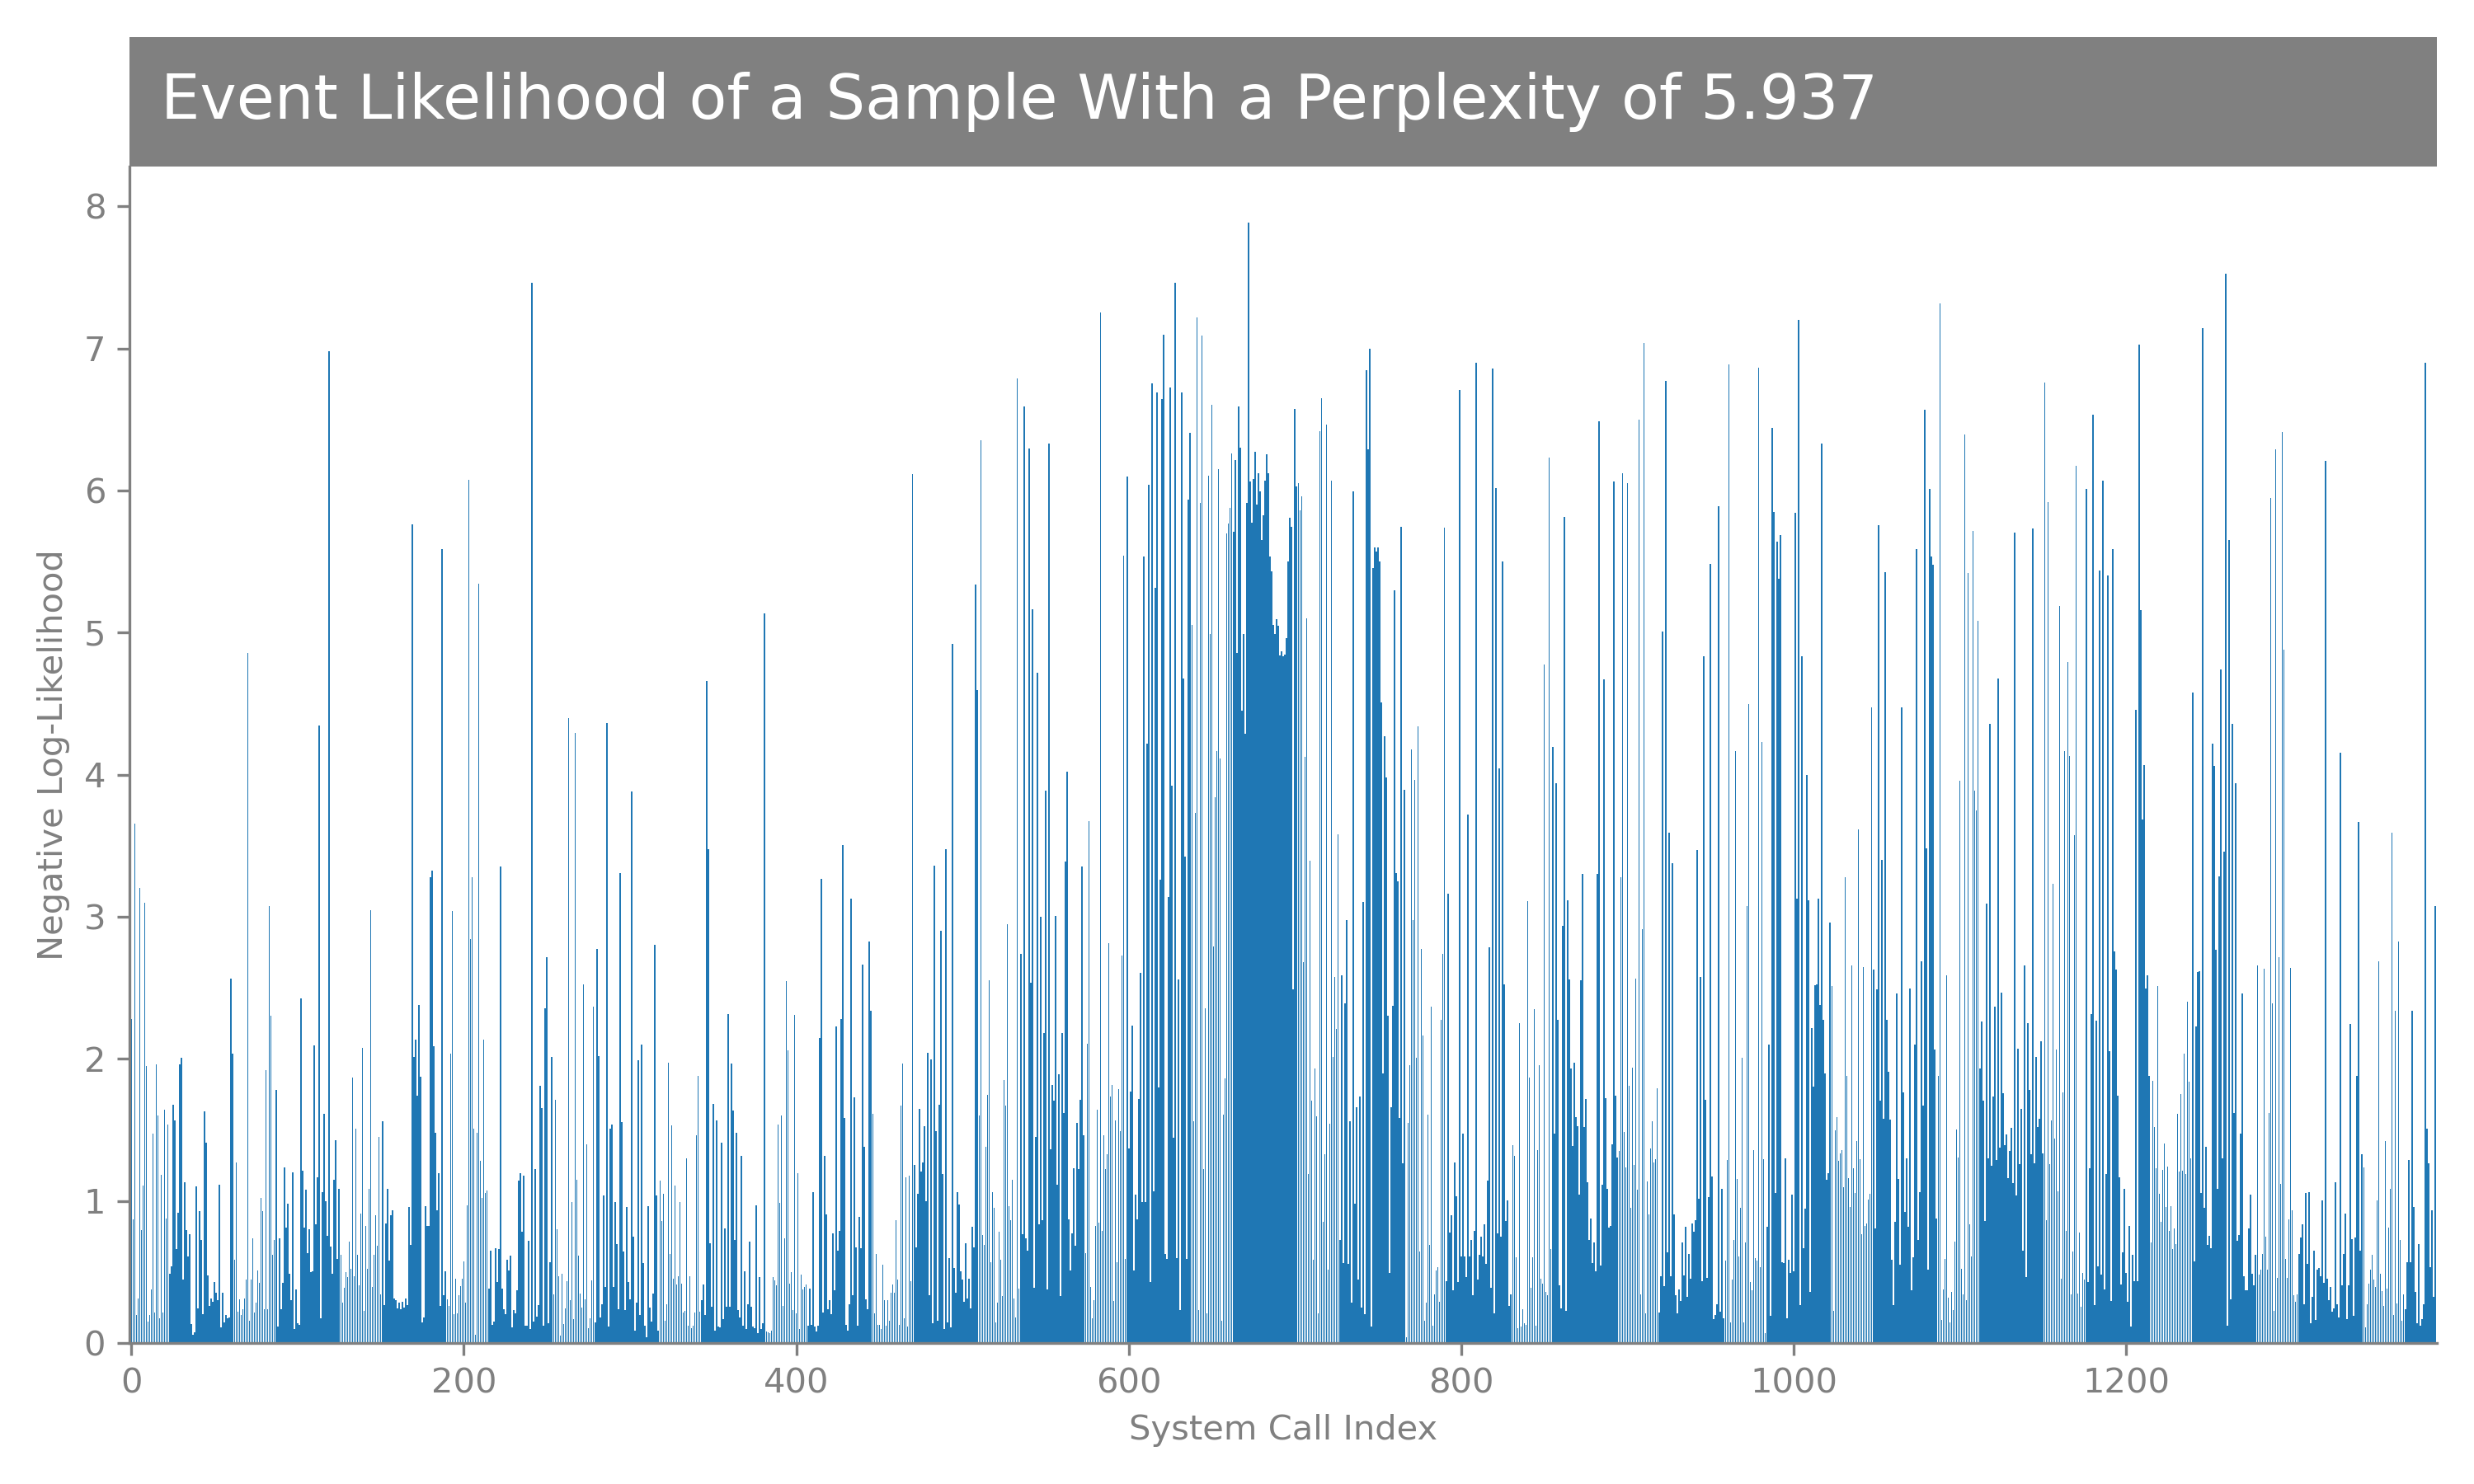 Event Likelihood of a Sample With a Perplexity of 5.937
8
7
6
5
4
3
2
1
0
Negative Log-Likelihood
0 200 400 600 800 1000 1200
System Call Index